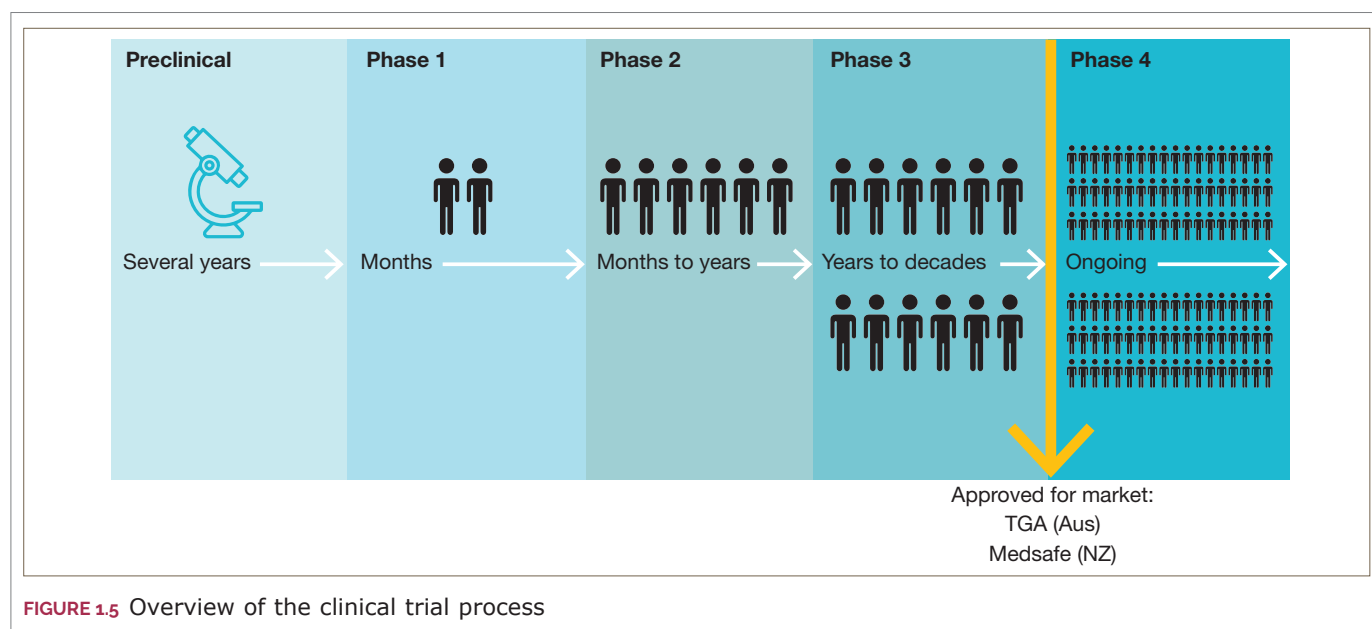 Preclinical
Phase 1
Phase 2
Phase 3
Phase 4
Several years
Months
Months to years
Years to decades
Ongoing
Approved for market:
TGA (Aus)
Medsafe (NZ)
FIGURE 1.5 Overview of the clinical trial process